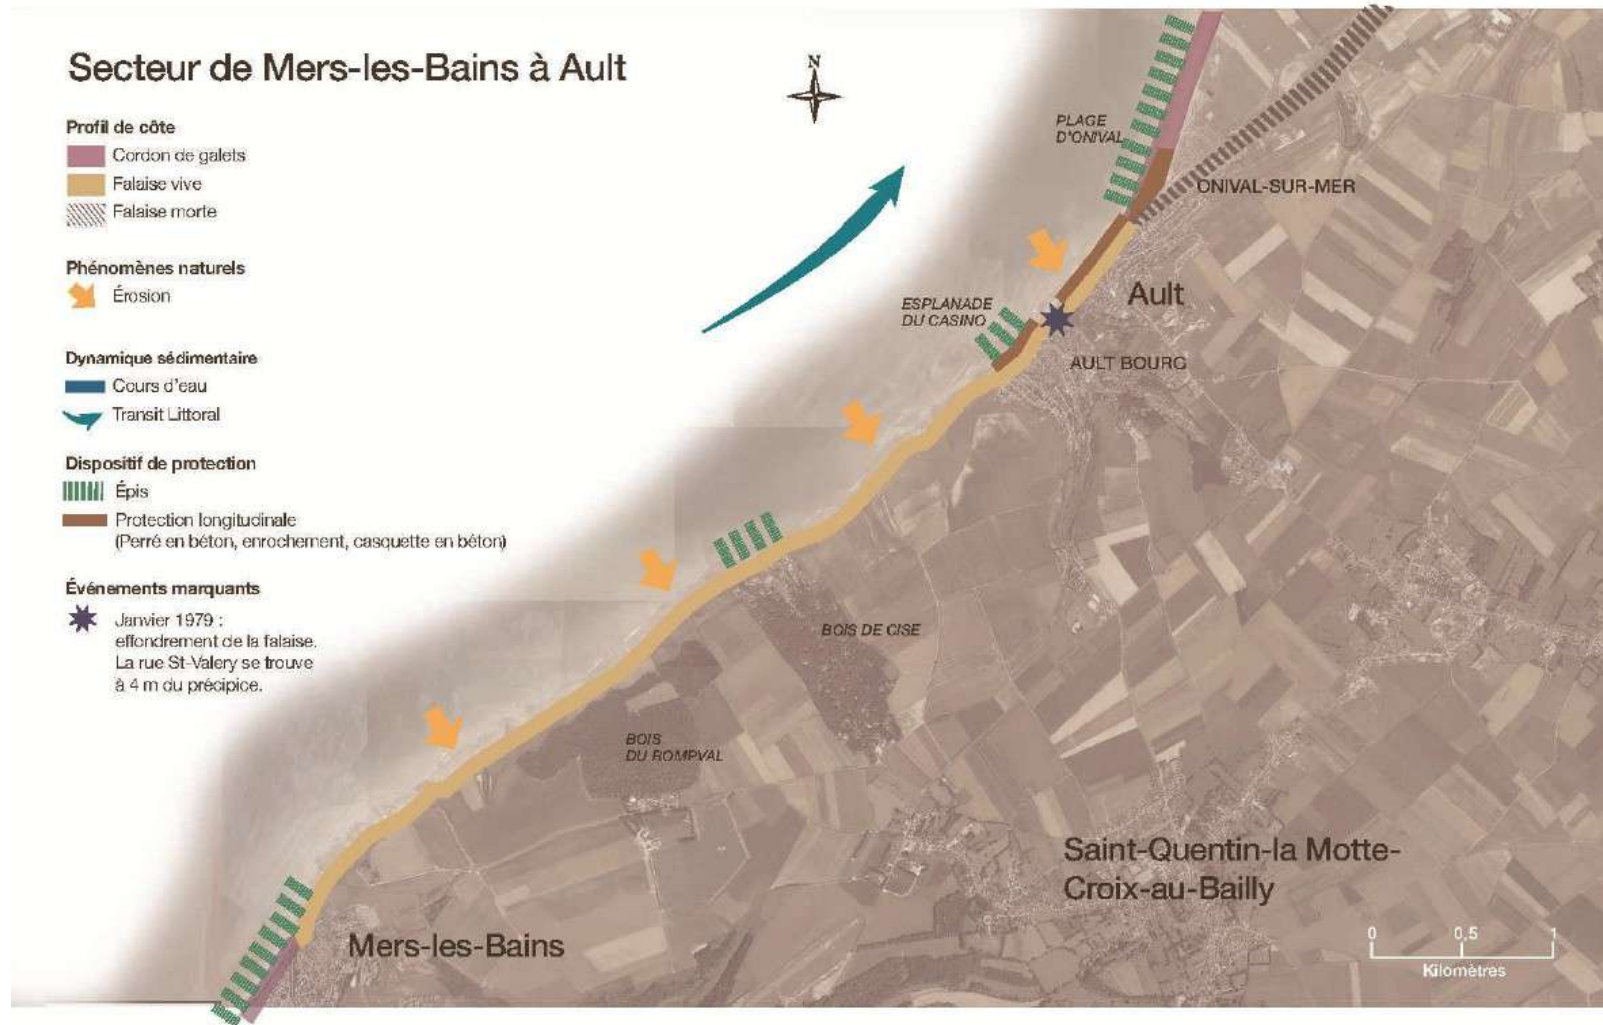 Secteur de Mers-les-Bains à Ault
Profil de côte
Cordon de galets
Falaise vive
Falaise morte
Phénomènes naturels
Érosion
Dynamique sédimentaire
Cours d'eau
Transit Littoral
Dispositif de protection
Épis
Protection longitudinale
(Perré en béton, enrochement, casquette en béton)
Événements marquants
Janvier 1979 :
effondrement de la falaise.
La rue St-Valery se trouve
à 4 m du précipice.
N
PLAGE
D'ONIVAL
ONIVAL-SUR-MER
ESPLANADE
DU CASINO
Ault
AULT BOURG
BOIS DE CISE
BOIS
DU ROMPVAL
Saint-Quentin-la Motte-
Croix-au-Bailly
Mers-les-Bains
0 0,5 1
Kilomètres